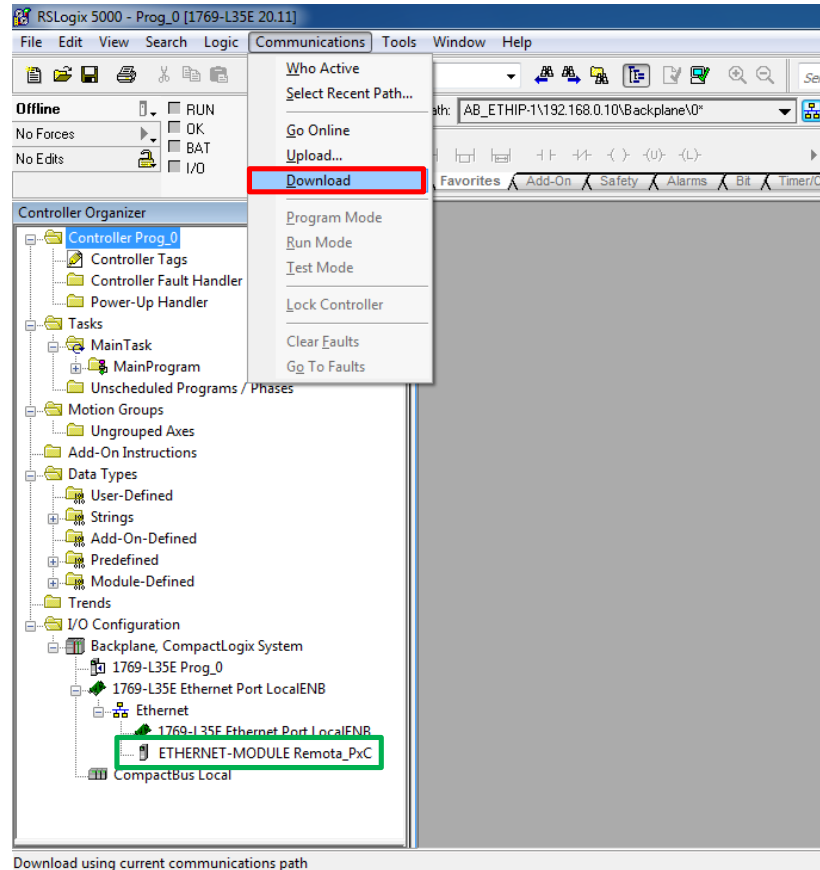 RSLogix 5000 - Prog_0 [1769-L35E 20.11]
File Edit View Search Logic Communications Tools Window Help
Who Active
Select Recent Path...
Go Online
Upload...
Download
Program Mode
Run Mode
Test Mode
Lock Controller
Clear Faults
Go To Faults
Offline
RUN
No Forces
OK
BAT
No Edits
I/O
ath: AB_ETHIP-1\192.168.0.10\Backplane\0*
Favorites Add-On Safety Alarms Bit Timer/C
Controller Organizer
Controller Prog_0
Controller Tags
Controller Fault Handler
Power-Up Handler
Tasks
MainTask
MainProgram
Unscheduled Programs / Phases
Motion Groups
Ungrouped Axes
Add-On Instructions
Data Types
User-Defined
Strings
Add-On-Defined
Predefined
Module-Defined
Trends
I/O Configuration
Backplane, CompactLogix System
1769-L35E Prog_0
1769-L35E Ethernet Port LocalENB
Ethernet
1769-L35E Ethernet Port LocalENB
ETHERNET-MODULE Remota_PxC
CompactBus Local
Download using current communications path